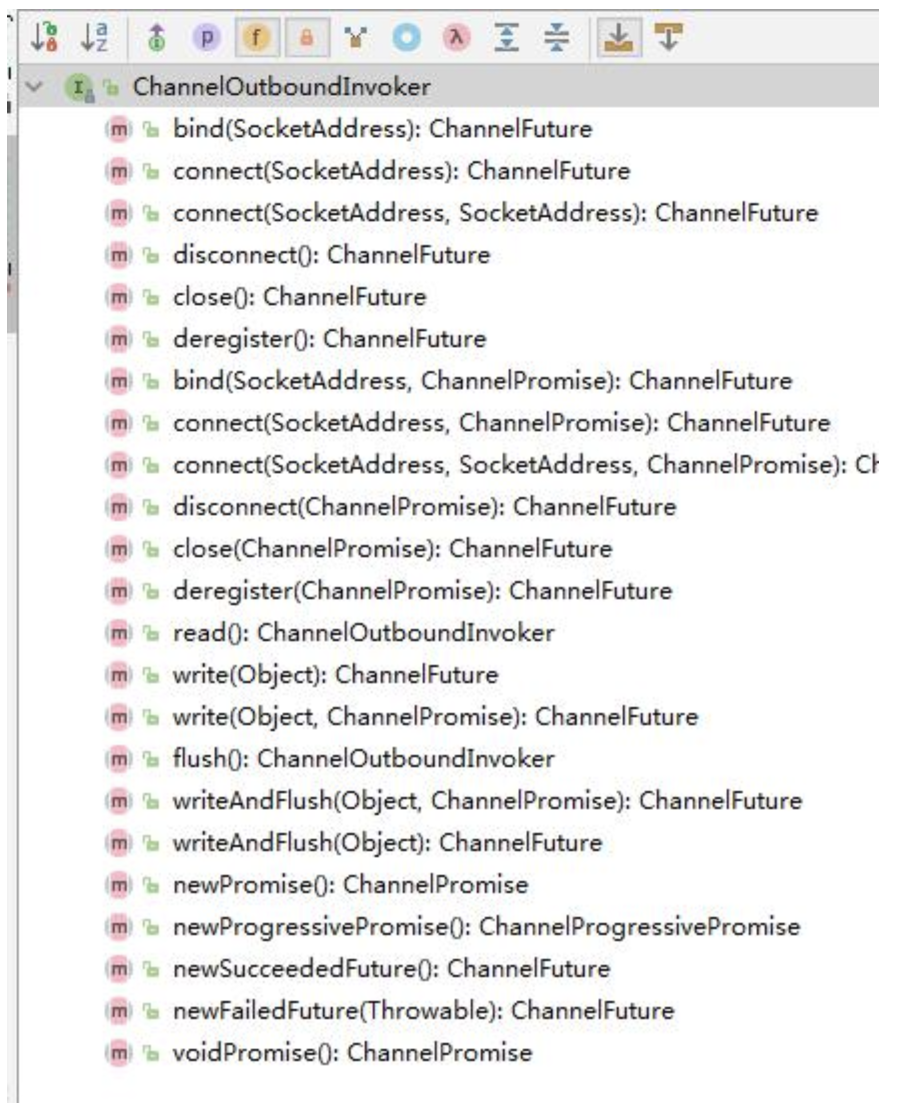 ChannelOutboundInvoker
bind(SocketAddress): ChannelFuture
connect(SocketAddress): ChannelFuture
connect(SocketAddress, SocketAddress): ChannelFuture
disconnect(): ChannelFuture
close(): ChannelFuture
deregister(): ChannelFuture
bind(SocketAddress, ChannelPromise): ChannelFuture
connect(SocketAddress, ChannelPromise): ChannelFuture
connect(SocketAddress, SocketAddress, ChannelPromise): Ch
disconnect(ChannelPromise): ChannelFuture
close(ChannelPromise): ChannelFuture
deregister(ChannelPromise): ChannelFuture
read(): ChannelOutboundInvoker
write(Object): ChannelFuture
write(Object, ChannelPromise): ChannelFuture
flush(): ChannelOutboundInvoker
writeAndFlush(Object, ChannelPromise): ChannelFuture
writeAndFlush(Object): ChannelFuture
newPromise(): ChannelPromise
newProgressivePromise(): ChannelProgressivePromise
newSucceededFuture(): ChannelFuture
newFailedFuture(Throwable): ChannelFuture
voidPromise(): ChannelPromise